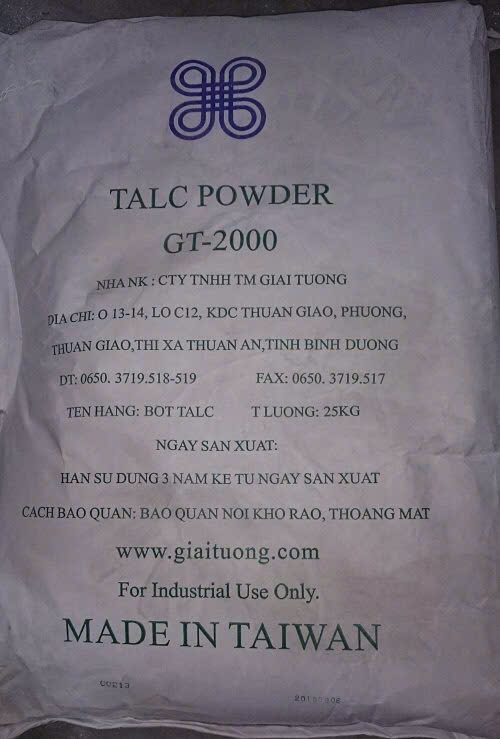 TALC POWDER
GT-2000
NHA NK : CTY TNHH TM GIAI TUONG
DIA CHI: O 13-14, LO C12, KDC THUAN GIAO, PHUONG,
THUAN GIAO,THI XA THUAN AN,TINH BINH DUONG
DT: 0650. 3719.518-519 FAX: 0650. 3719.517
TEN HANG: BOT TALC T LUONG: 25KG
NGAY SAN XUAT:
HAN SU DUNG 3 NAM KE TU NGAY SAN XUAT
CACH BAO QUAN: BAO QUAN NOI KHO RAO, THOANG MAT
www.giaituong.com
For Industrial Use Only.
MADE IN TAIWAN